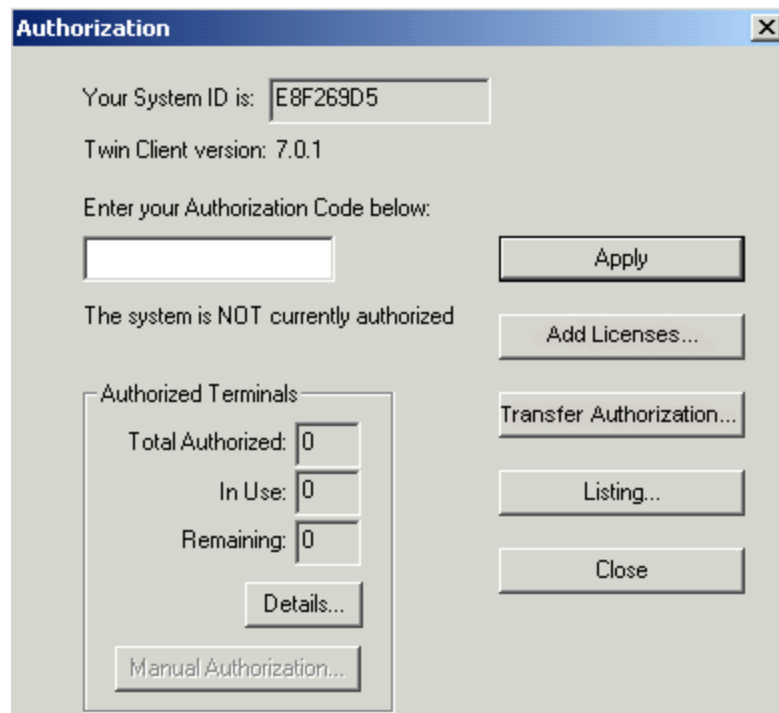 Authorization
Your System ID is: E8F269D5
Twin Client version: 7.0.1
Enter your Authorization Code below:
Apply
The system is NOT currently authorized
Add Licenses...
Authorized Terminals
Transfer Authorization...
Total Authorized: 0
In Use: 0
Listing...
Remaining: 0
Close
Details...
Manual Authorization...